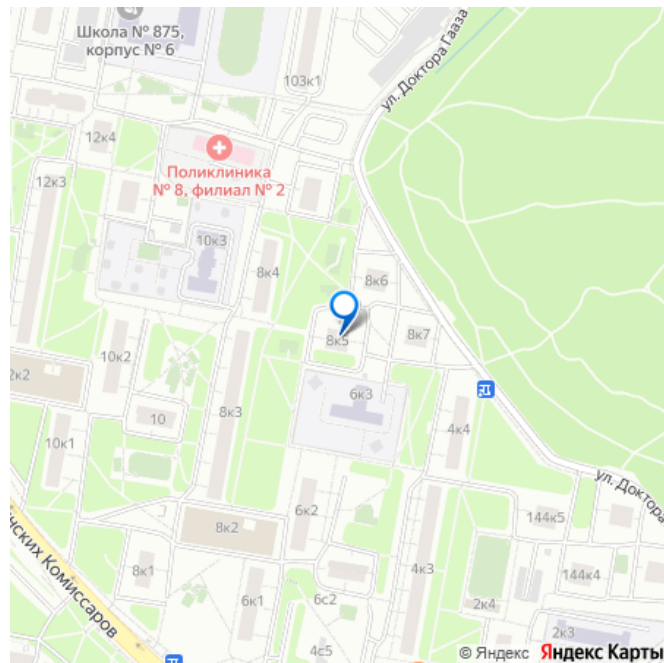 Школа № 875,
корпус № 6
103к1
ул. Доктора Гааза
12к4
Поликлиника
№ 8, филиал № 2
12к3
10к3
8к4
8к6
8к5
8к7
10к2
2к2
6к3
8к3
10
4к4
10к1
ул. Доктора
6к2
144к5
8к2
нских Комиссаров
8к1
4к3
144к4
6к1
6с2
2к4
2к3
4с5
© Яндекс Яндекс Карты